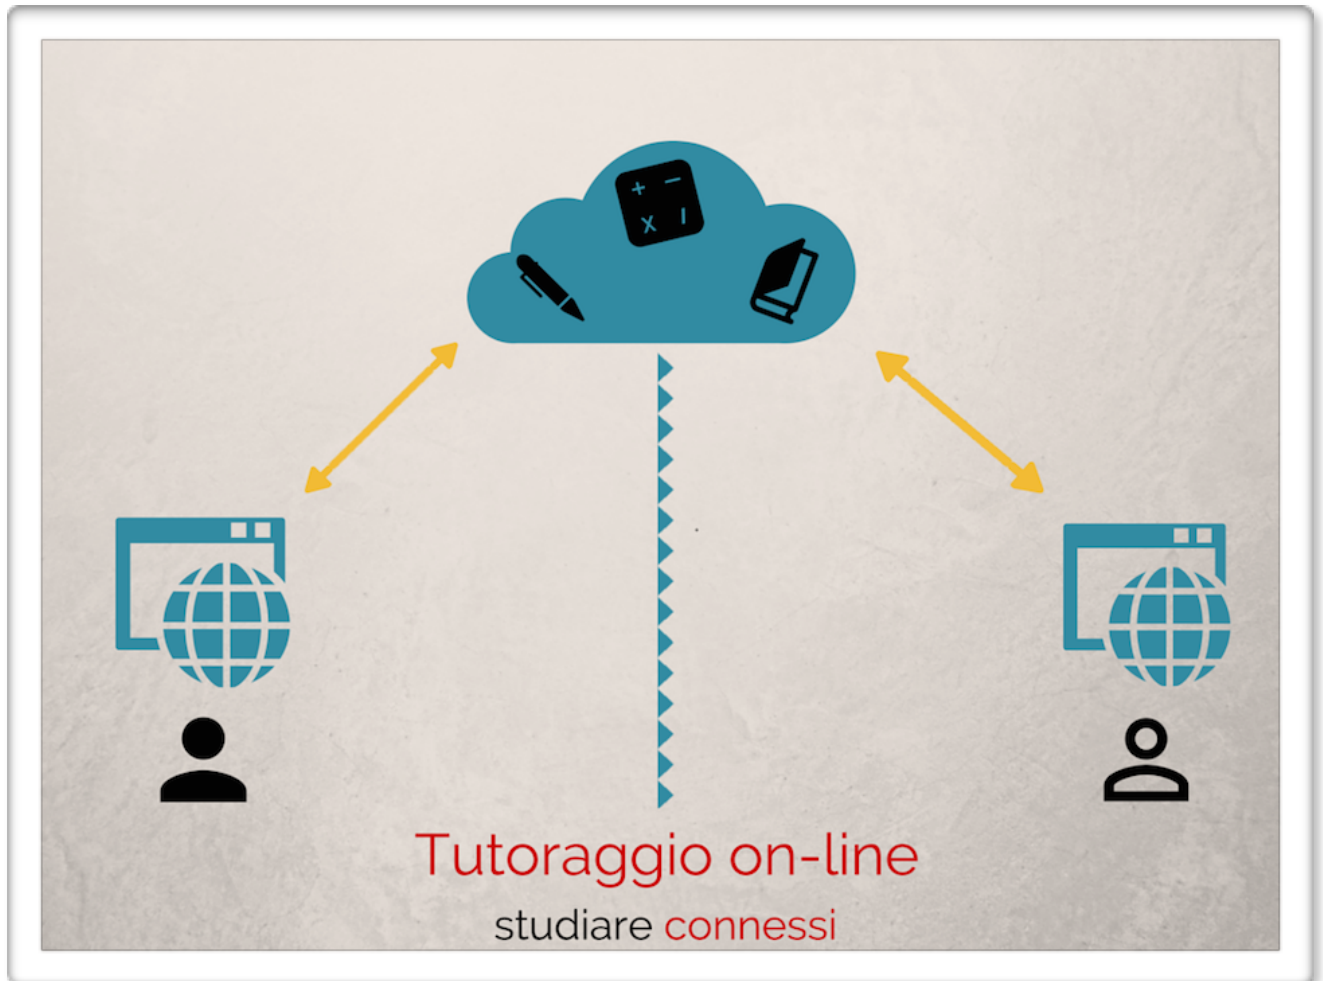 + −
x /
Tutoraggio on-line
studiare connessi